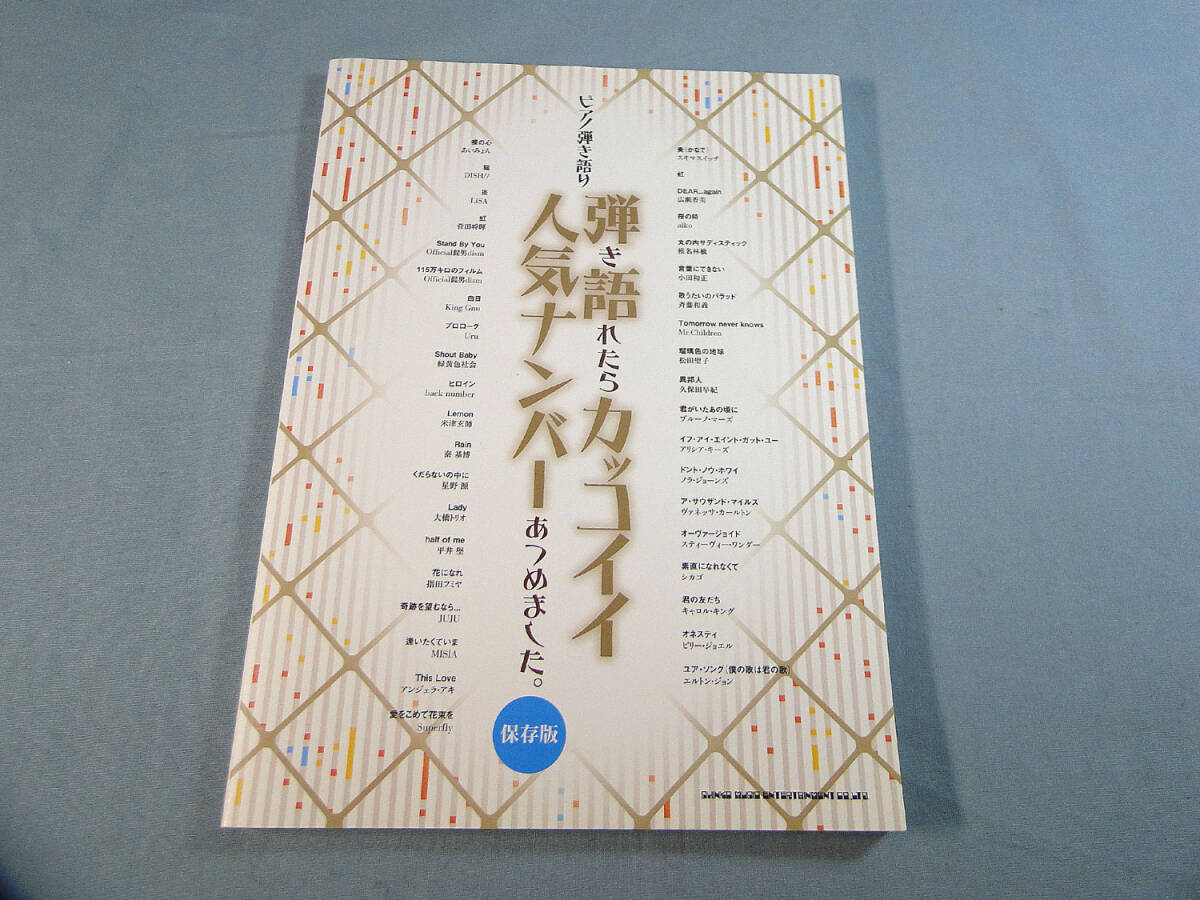 ピアノ弾き語り
弾き語れたらカッコイイ
人気ナンバーあつめました。
保存版
裸の心
あいみょん
猫
DISH//
炎
LiSA
虹
菅田将暉
Stand By You
Official髭男dism
115万キロのフィルム
Official髭男dism
白日
King Gnu
プロローグ
Uru
Shout Baby
緑黄色社会
ヒロイン
back number
Lemon
米津玄師
Rain
秦 基博
くだらないの中に
星野 源
Lady
大橋トリオ
half of me
平井 堅
花になれ
指田フミヤ
奇跡を望むなら...
JUJU
逢いたくていま
MISIA
This Love
アンジェラ・アキ
愛をこめて花束を
Superfly
奏(かなで)
スキマスイッチ
虹
DEAR...again
広瀬香美
桜の時
aiko
丸の内サディスティック
椎名林檎
言葉にできない
小田和正
歌うたいのバラッド
斉藤和義
Tomorrow never knows
Mr.Children
瑠璃色の地球
松田聖子
異邦人
久保田早紀
君がいたあの頃に
ブルーノ・マーズ
イフ・アイ・エイント・ガット・ユー
アリシア・キーズ
ドント・ノウ・ホワイ
ノラ・ジョーンズ
ア・サウザンド・マイルズ
ヴァネッサ・カールトン
オーヴァージョイド
スティーヴィー・ワンダー
素直になれなくて
シカゴ
君の友だち
キャロル・キング
オネスティ
ビリー・ジョエル
ユア・ソング(僕の歌は君の歌)
エルトン・ジョン
SHINKO MUSIC ENTERTAINMENT CO.,LTD.